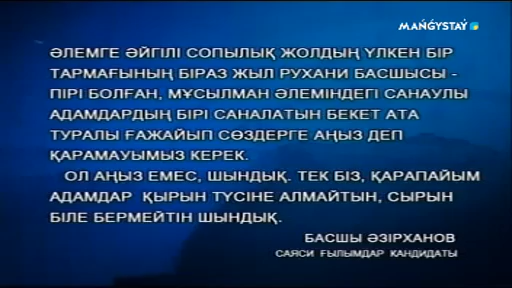 MAŃǴYSTAÝ
ӘЛЕМГЕ ӘЙГІЛІ СОПЫЛЫҚ ЖОЛДЫҢ ҮЛКЕН БІР
ТАРМАҒЫНЫҢ БІРАЗ ЖЫЛ РУХАНИ БАСШЫСЫ -
ПІРІ БОЛҒАН, МҰСЫЛМАН ӘЛЕМІНДЕГІ САНАУЛЫ
АДАМДАРДЫҢ БІРІ САНАЛАТЫН БЕКЕТ АТА
ТУРАЛЫ ҒАЖАЙЫП СӨЗДЕРГЕ АҢЫЗ ДЕП
ҚАРАМАУЫМЫЗ КЕРЕК.
ОЛ АҢЫЗ ЕМЕС, ШЫНДЫҚ. ТЕК БІЗ, ҚАРАПАЙЫМ
АДАМДАР ҚЫРЫН ТҮСІНЕ АЛМАЙТЫН, СЫРЫН
БІЛЕ БЕРМЕЙТІН ШЫНДЫҚ.
БАСШЫ ӘЗІРХАНОВ
САЯСИ ҒЫЛЫМДАР КАНДИДАТЫ